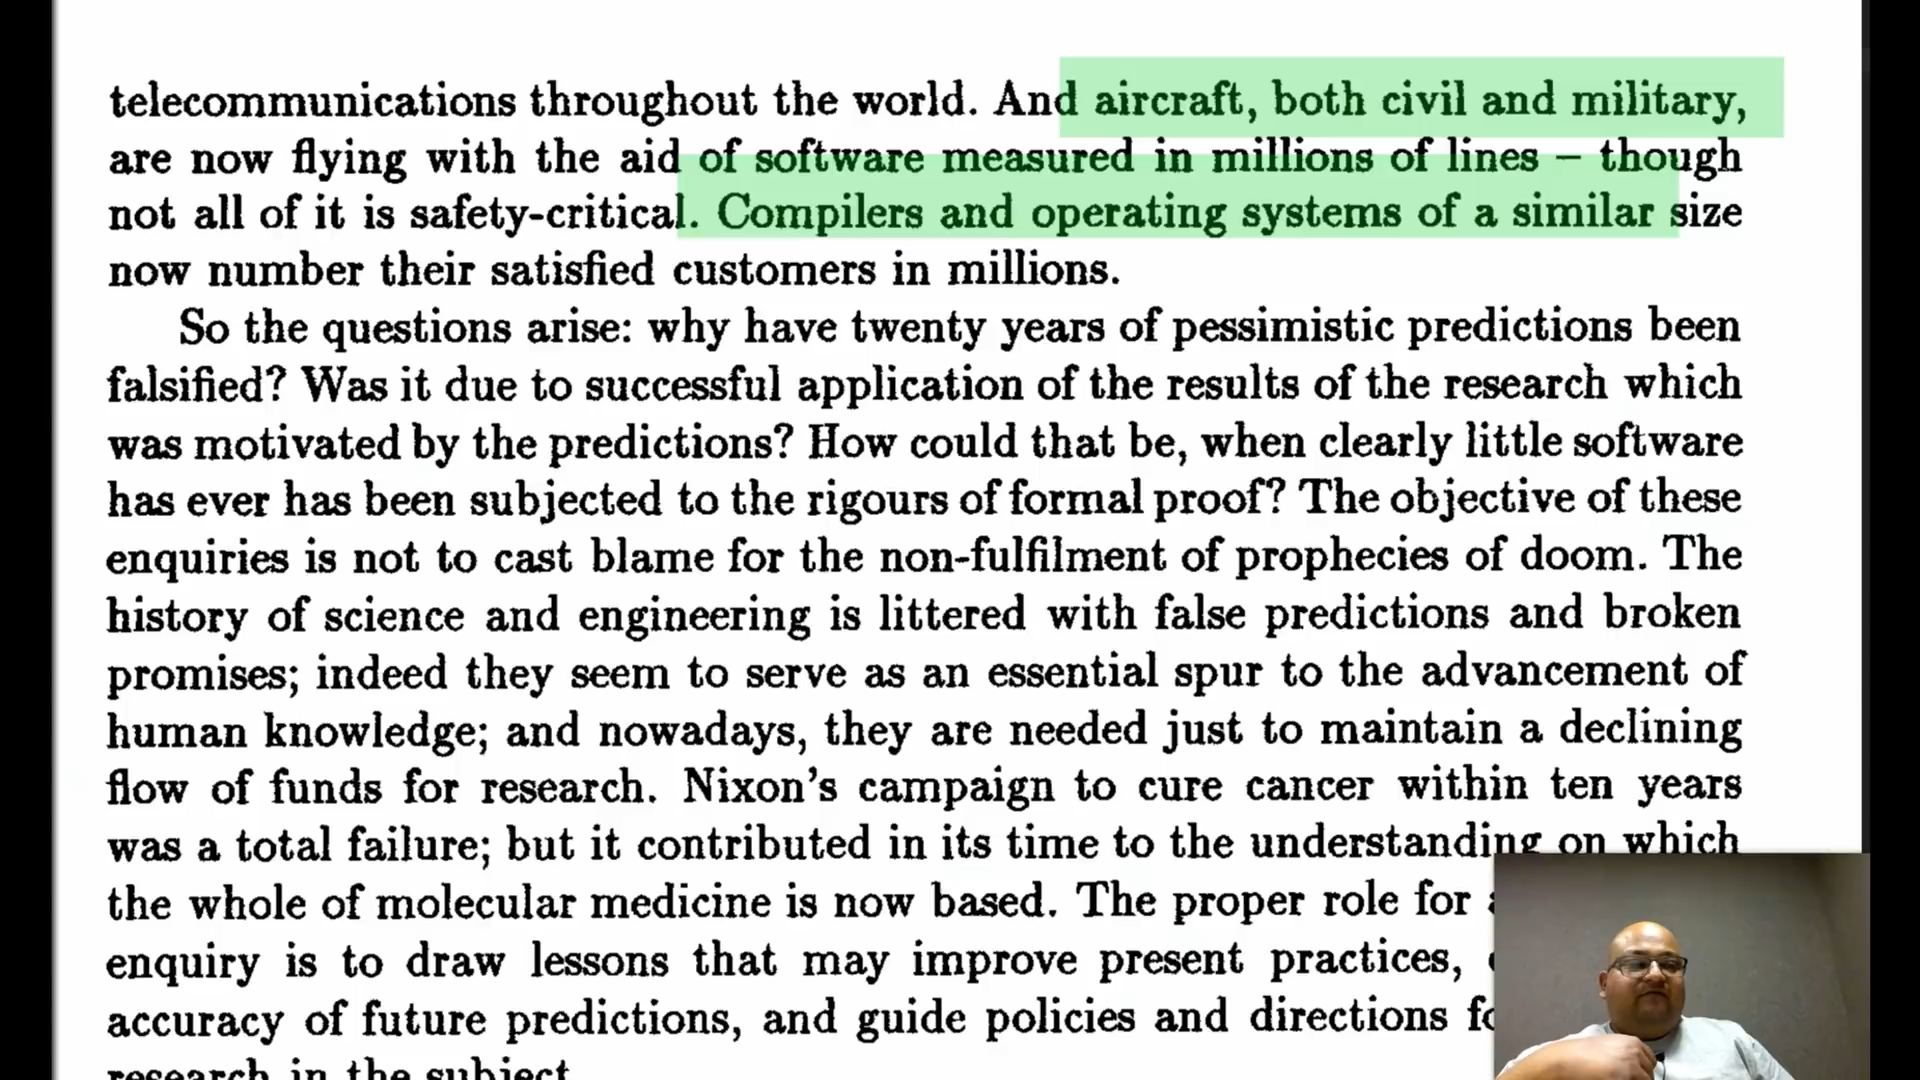 telecommunications throughout the world. And aircraft, both civil and military,
are now flying with the aid of software measured in millions of lines – though
not all of it is safety-critical. Compilers and operating systems of a similar size
now number their satisfied customers in millions.
So the questions arise: why have twenty years of pessimistic predictions been
falsified? Was it due to successful application of the results of the research which
was motivated by the predictions? How could that be, when clearly little software
has ever has been subjected to the rigours of formal proof? The objective of these
enquiries is not to cast blame for the non-fulfilment of prophecies of doom. The
history of science and engineering is littered with false predictions and broken
promises; indeed they seem to serve as an essential spur to the advancement of
human knowledge; and nowadays, they are needed just to maintain a declining
flow of funds for research. Nixon's campaign to cure cancer within ten years
was a total failure; but it contributed in its time to the understanding on which
the whole of molecular medicine is now based. The proper role for
enquiry is to draw lessons that may improve present practices,
accuracy of future predictions, and guide policies and directions
research in the subject